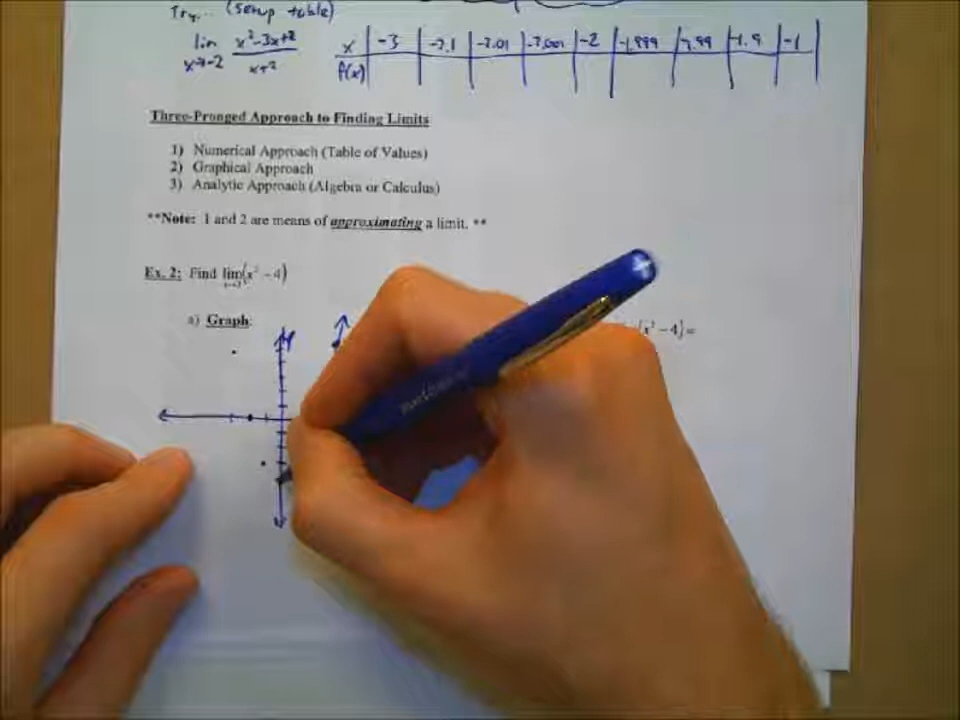 Try... (setup table)
lim x→-2 x²-3x+2 / x+2
x | -3 | -2.1 | -2.01 | -2.001 | -2 | -1.999 | -1.99 | -1.9 | -1
f(x)
Three-Pronged Approach to Finding Limits
1) Numerical Approach (Table of Values)
2) Graphical Approach
3) Analytic Approach (Algebra or Calculus)
**Note: 1 and 2 are means of approximating a limit. **
Ex. 2: Find lim (x² - 4)
a) Graph:
(x² - 4) =
y